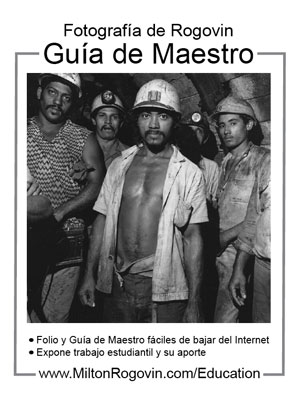 Fotografía de Rogovin
Guía de Maestro
• Folio y Guía de Maestro fáciles de bajar del Internet
• Expone trabajo estudiantil y su aporte
www.MiltonRogovin.com/Education